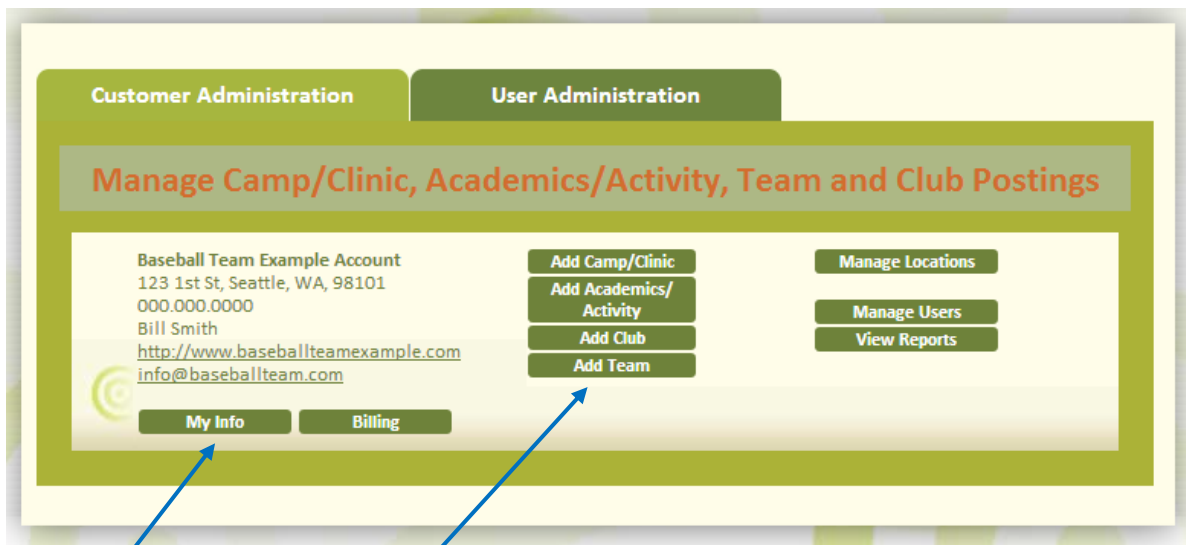 Customer Administration
User Administration
Manage Camp/Clinic, Academics/Activity, Team and Club Postings
Baseball Team Example Account
123 1st St, Seattle, WA, 98101
000.000.0000
Bill Smith
http://www.baseballteamexample.com
info@baseballteam.com
My Info
Billing
Add Camp/Clinic
Add Academics/
Activity
Add Club
Add Team
Manage Locations
Manage Users
View Reports